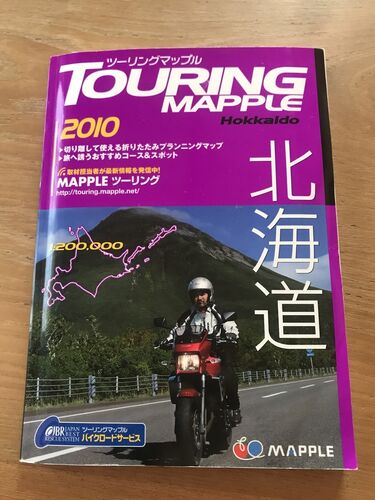 ツーリングマップル
TOURING
MAPPLE
Hokkaido
2010
切り離して使える折りたたみプランニングマップ
旅へ誘うおすすめコース&スポット
取材担当者が最新情報を発信中!
MAPPLE ツーリング
http://touring.mapple.net/
北海道
1:200,000
JBR JAPAN BEST RESCUE SYSTEM
ツーリングマップル
バイクロードサービス
MAPPLE